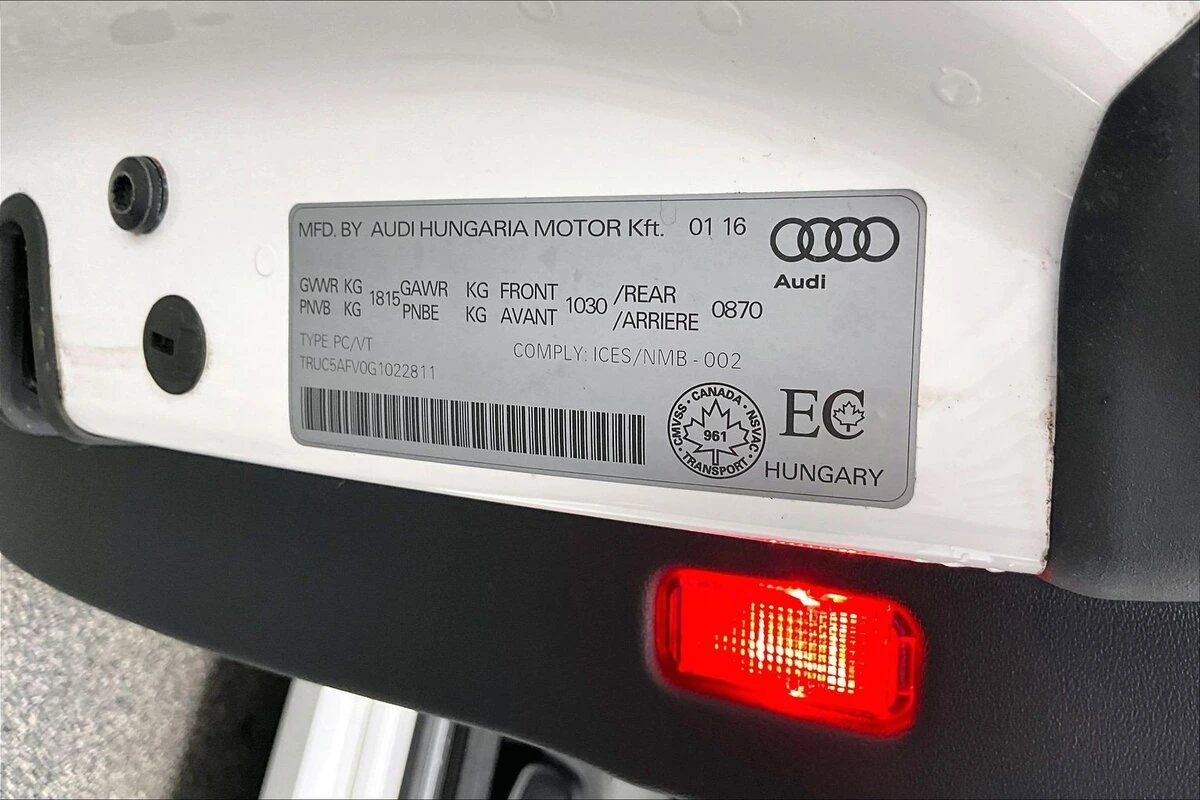 MFD. BY AUDI HUNGARIA MOTOR Kft. 01 16
Audi
GVWR KG 1815 GAWR KG FRONT 1030 /REAR 0870
PNVB KG PNBE KG AVANT /ARRIERE
TYPE PC/VT
COMPLY: ICES/NMB - 002
TRUC5AFV0G1022811
CMVSS · CANADA · NSVAC · TRANSPORT ·
961
EC
HUNGARY